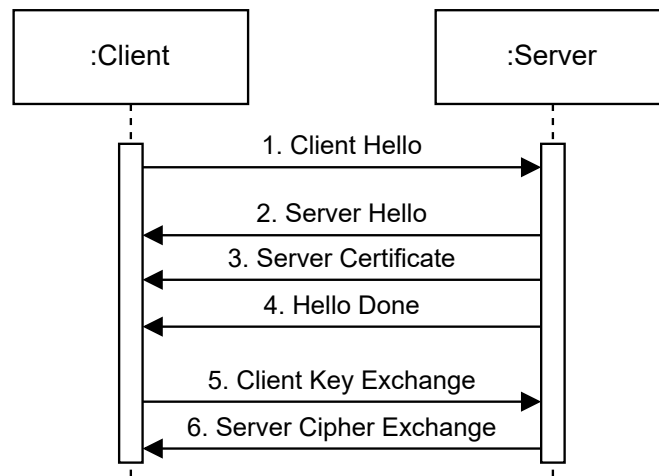 :Client
:Server
1. Client Hello
2. Server Hello
3. Server Certificate
4. Hello Done
5. Client Key Exchange
6. Server Cipher Exchange